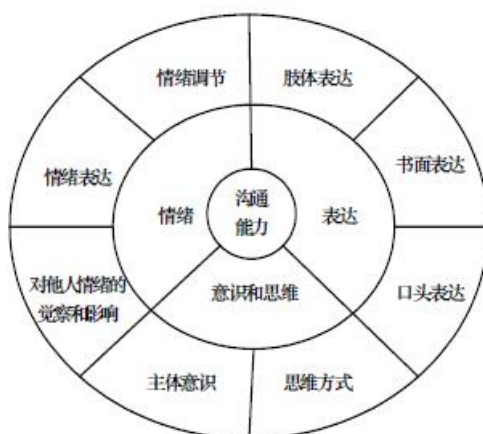 情绪调节
肢体表达
情绪表达
书面表达
情绪
沟通
能力
表达
对他人情绪的
觉察和影响
意识和思维
口头表达
主体意识
思维方式